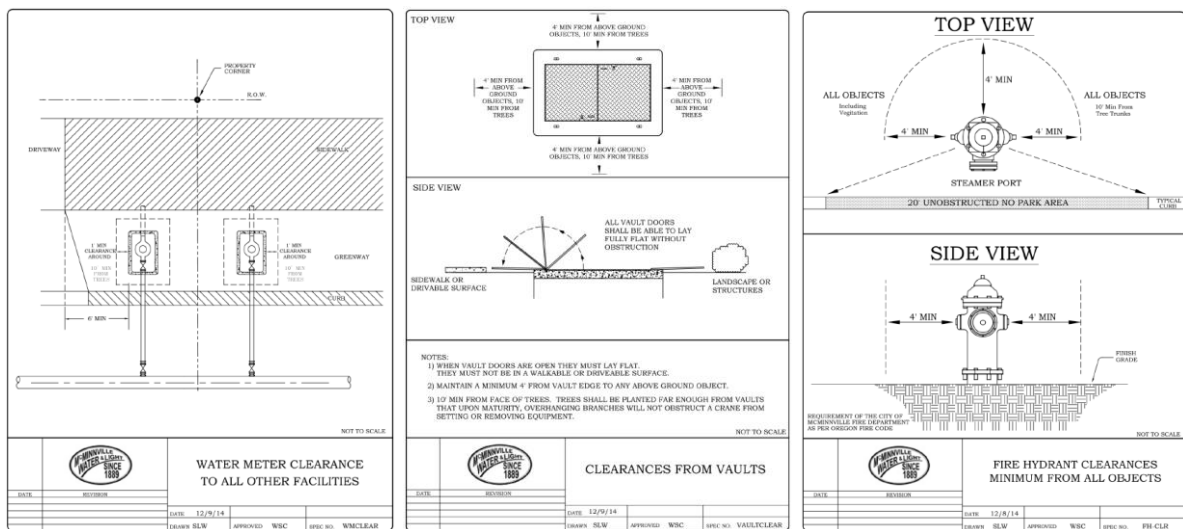 PROPERTY
CORNER
R.O.W.
DRIVEWAY
SIDEWALK
1' MIN
CLEARANCE
AROUND
10' MIN
FROM
TREES
1' MIN
CLEARANCE
AROUND
10' MIN
FROM
TREES
GREENWAY
CURB
6' MIN
NOT TO SCALE
McMINNVILLE
WATER & LIGHT
SINCE
1889
WATER METER CLEARANCE
TO ALL OTHER FACILITIES
DATE REVISION
DATE 12/9/14
DRAWN SLW APPROVED WSC SPEC NO. WMCLEAR
TOP VIEW
4' MIN FROM ABOVE GROUND
OBJECTS, 10' MIN FROM TREES
4' MIN FROM
ABOVE
GROUND
OBJECTS, 10'
MIN FROM
TREES
4' MIN FROM
ABOVE
GROUND
OBJECTS, 10'
MIN FROM
TREES
4' MIN FROM ABOVE GROUND
OBJECTS, 10' MIN FROM TREES
SIDE VIEW
ALL VAULT DOORS
SHALL BE ABLE TO LAY
FULLY FLAT WITHOUT
OBSTRUCTION
SIDEWALK OR
DRIVABLE SURFACE
LANDSCAPE OR
STRUCTURES
NOTES:
1) WHEN VAULT DOORS ARE OPEN THEY MUST LAY FLAT.
THEY MUST NOT BE IN A WALKABLE OR DRIVEABLE SURFACE.
2) MAINTAIN A MINIMUM 4' FROM VAULT EDGE TO ANY ABOVE GROUND OBJECT.
3) 10' MIN FROM FACE OF TREES. TREES SHALL BE PLANTED FAR ENOUGH FROM VAULTS
THAT UPON MATURITY, OVERHANGING BRANCHES WILL NOT OBSTRUCT A CRANE FROM
SETTING OR REMOVING EQUIPMENT.
NOT TO SCALE
McMINNVILLE
WATER & LIGHT
SINCE
1889
CLEARANCES FROM VAULTS
DATE REVISION
DATE 12/9/14
DRAWN SLW APPROVED WSC SPEC NO. VAULTCLEAR
TOP VIEW
4' MIN
ALL OBJECTS
Including
Vegitation
ALL OBJECTS
10' Min From
Tree Trunks
4' MIN
4' MIN
STEAMER PORT
20' UNOBSTRUCTED NO PARK AREA
TYPICAL
CURB
SIDE VIEW
4' MIN
4' MIN
FINISH
GRADE
REQUIREMENT OF THE CITY OF
MCMINNVILLE FIRE DEPARTMENT
AS PER OREGON FIRE CODE
NOT TO SCALE
McMINNVILLE
WATER & LIGHT
SINCE
1889
FIRE HYDRANT CLEARANCES
MINIMUM FROM ALL OBJECTS
DATE REVISION
DATE 12/8/14
DRAWN SLW APPROVED WSC SPEC NO. FH-CLR